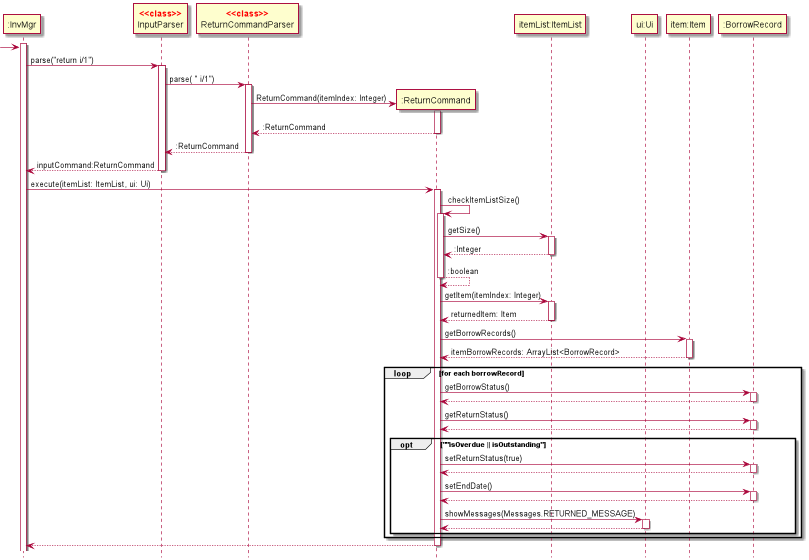 :InvMgr
<<class>>
InputParser
<<class>>
ReturnCommandParser
itemList:ItemList
ui:Ui
item:Item
:BorrowRecord
parse("return i/1")
parse( " i/1")
ReturnCommand(itemIndex: Integer)
:ReturnCommand
:ReturnCommand
:ReturnCommand
inputCommand:ReturnCommand
execute(itemList: ItemList, ui: Ui)
checkItemListSize()
getSize()
:Integer
:boolean
getItem(itemIndex: Integer)
returnedItem: Item
getBorrowRecords()
itemBorrowRecords: ArrayList<BorrowRecord>
loop [for each borrowRecord]
getBorrowStatus()
getReturnStatus()
opt [""isOverdue || isOutstanding"]
setReturnStatus(true)
setEndDate()
showMessages(Messages.RETURNED_MESSAGE)